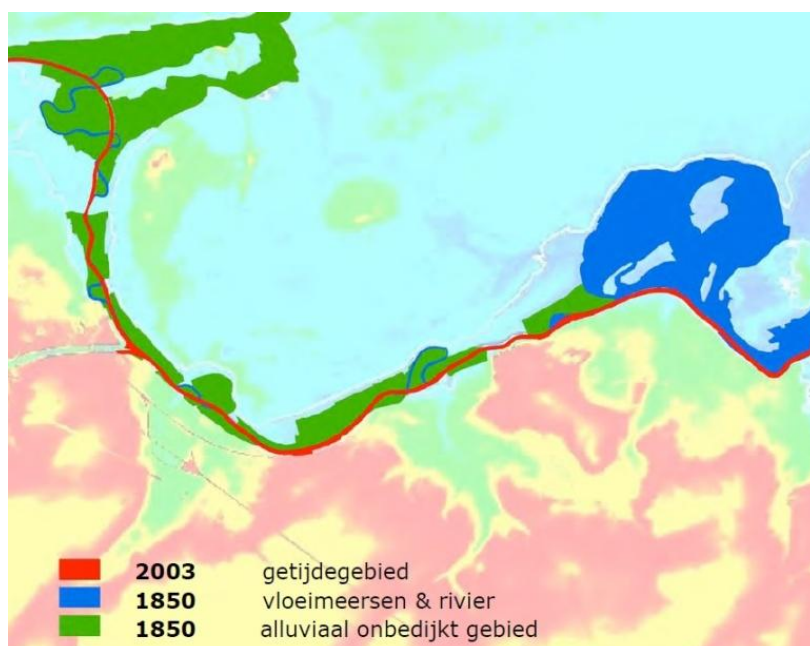 2003 getijdegebied
1850 vloeimeersen & rivier
1850 alluviaal onbedijkt gebied